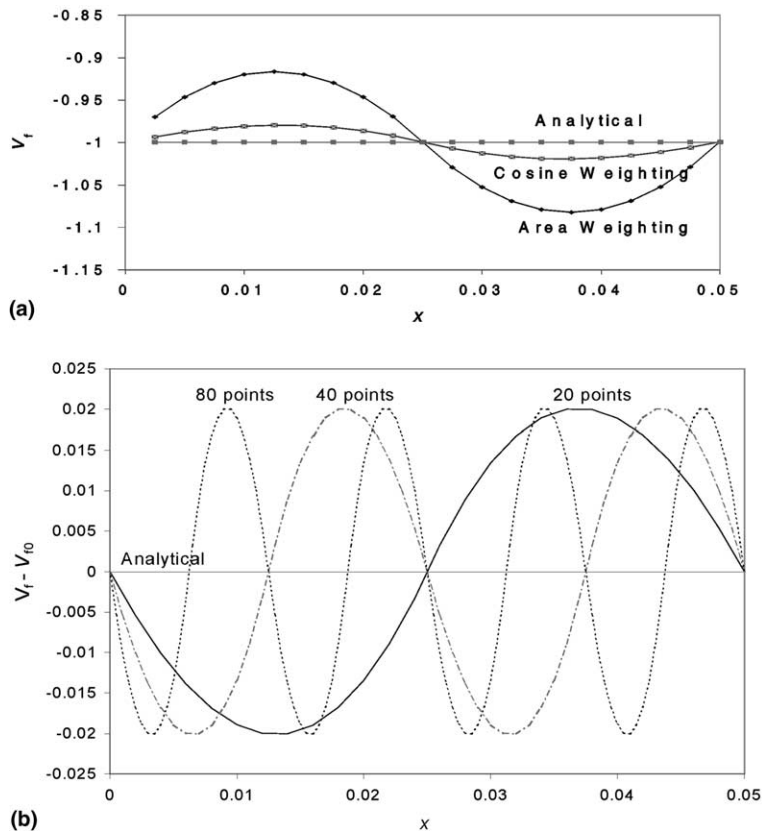 -0.85
-0.9
-0.95
-1
-1.05
-1.1
-1.15
V_f
Analytical
Cosine Weighting
Area Weighting
0 0.01 0.02 0.03 0.04 0.05
x
(a)
0.025
0.02
0.015
0.01
0.005
0
-0.005
-0.01
-0.015
-0.02
-0.025
V_f - V_f0
80 points 40 points 20 points
Analytical
0 0.01 0.02 0.03 0.04 0.05
x
(b)